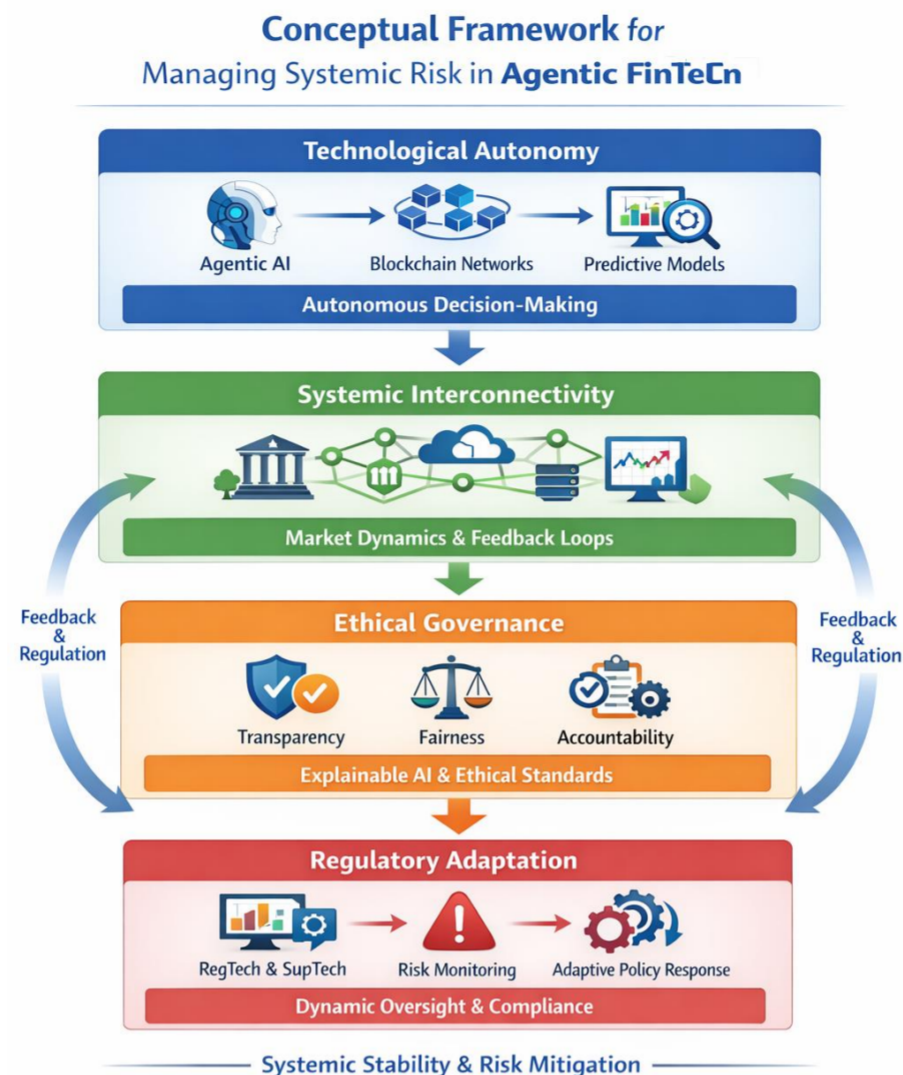 Conceptual Framework for
Managing Systemic Risk in Agentic FinTeCn
Technological Autonomy
Agentic AI
Blockchain Networks
Predictive Models
Autonomous Decision-Making
Systemic Interconnectivity
Market Dynamics & Feedback Loops
Feedback
&
Regulation
Feedback
&
Regulation
Ethical Governance
Transparency
Fairness
Accountability
Explainable AI & Ethical Standards
Regulatory Adaptation
RegTech & SupTech
Risk Monitoring
Adaptive Policy Response
Dynamic Oversight & Compliance
Systemic Stability & Risk Mitigation